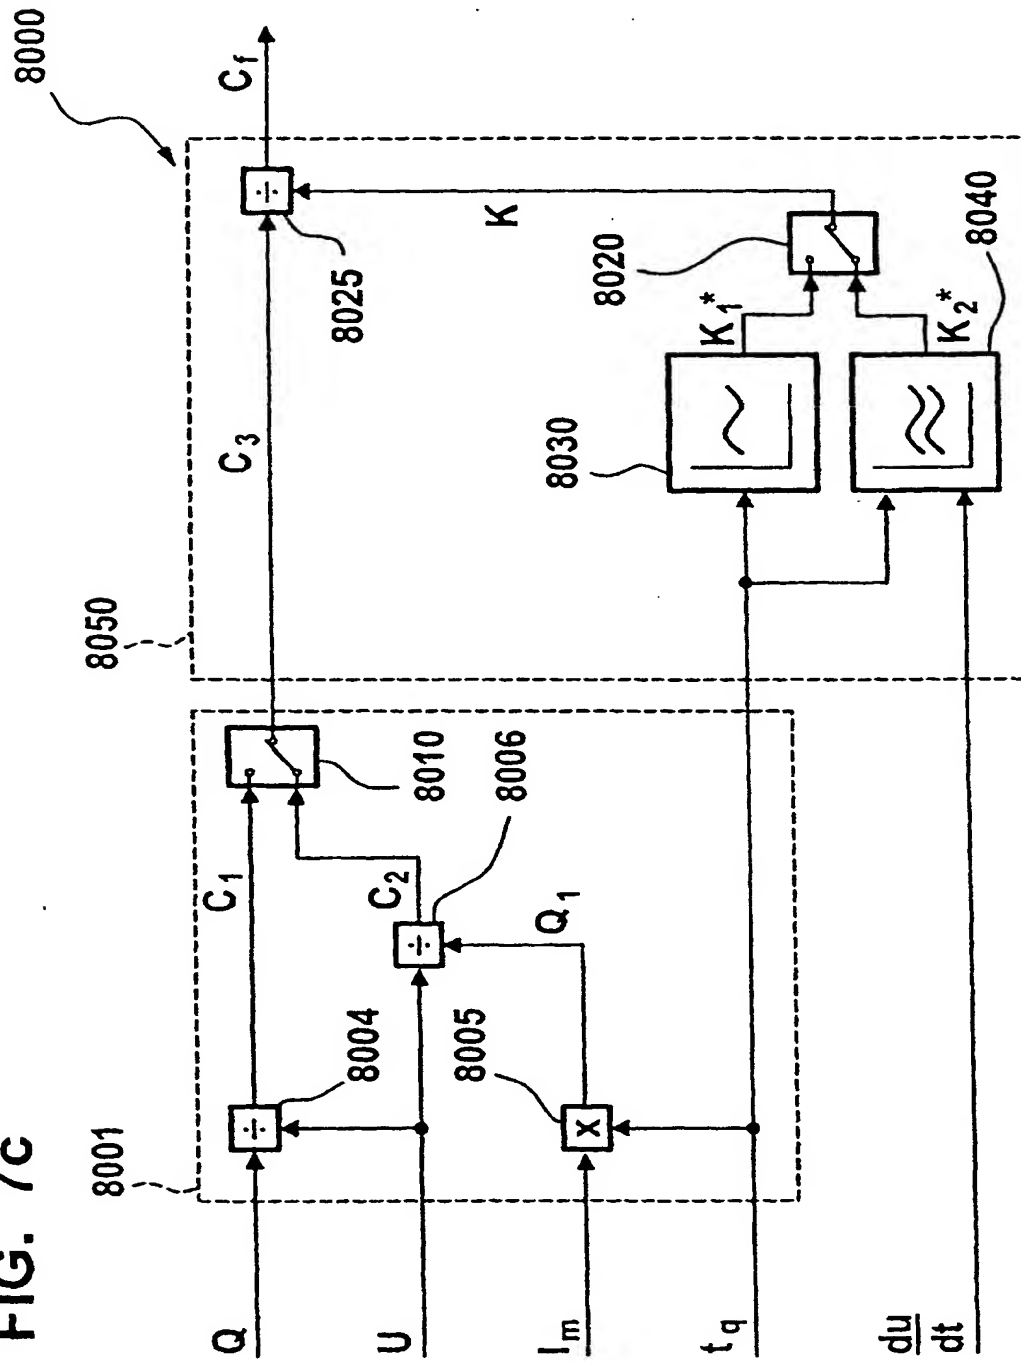 FIG. 7c
8000
8001
8050
Q
U
I_m
t_q
du
dt
8004
8005
C_1
C_2
Q_1
8010
8006
C_3
8025
K
C_f
8030
K_1*
K_2*
8020
8040
÷
÷
x
÷